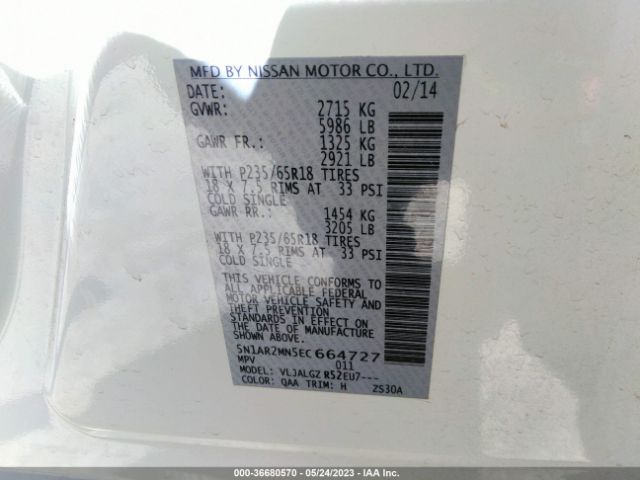 MFD BY NISSAN MOTOR CO., LTD.
DATE: 02/14
GVWR: 2715 KG
5986 LB
GAWR FR.: 1325 KG
2921 LB
WITH P235/65R18 TIRES
18 X 7.5 RIMS AT 33 PSI
COLD SINGLE
GAWR RR.: 1454 KG
3205 LB
WITH P235/65R18 TIRES
18 X 7.5 RIMS AT 33 PSI
COLD SINGLE
THIS VEHICLE CONFORMS TO
ALL APPLICABLE FEDERAL
MOTOR VEHICLE SAFETY AND
THEFT PREVENTION
STANDARDS IN EFFECT ON
DATE OF MANUFACTURE
SHOWN ABOVE.
5N1AR2MN5EC664727
MPV 011
MODEL: VLJALGZ R52EU7---
COLOR: QAA TRIM: H ZS30A
000-36680570 - 05/24/2023 - IAA Inc.